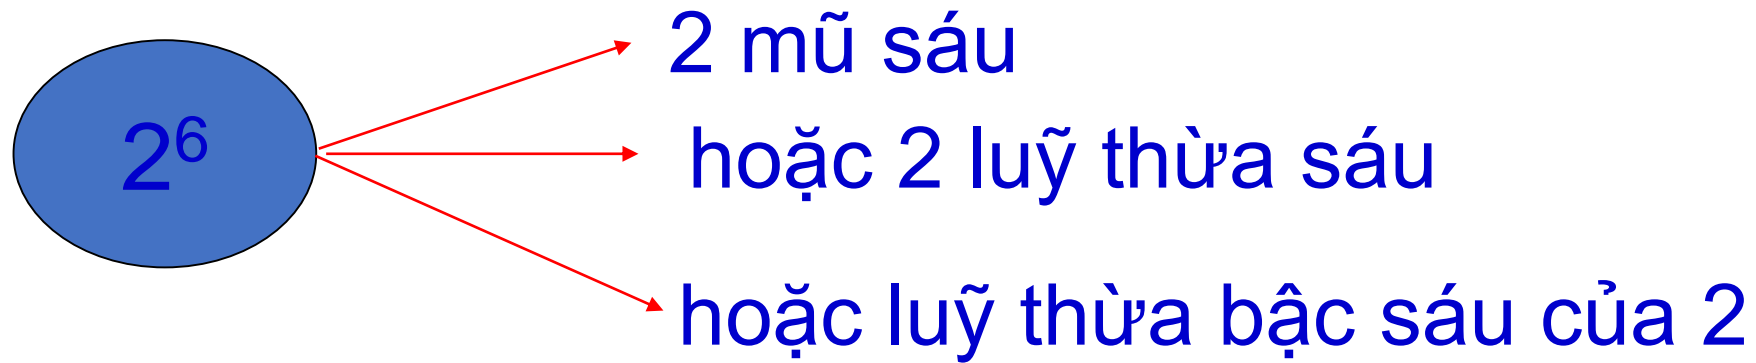 2 mũ sáu
2⁶
hoặc 2 luỹ thừa sáu
hoặc luỹ thừa bậc sáu của 2